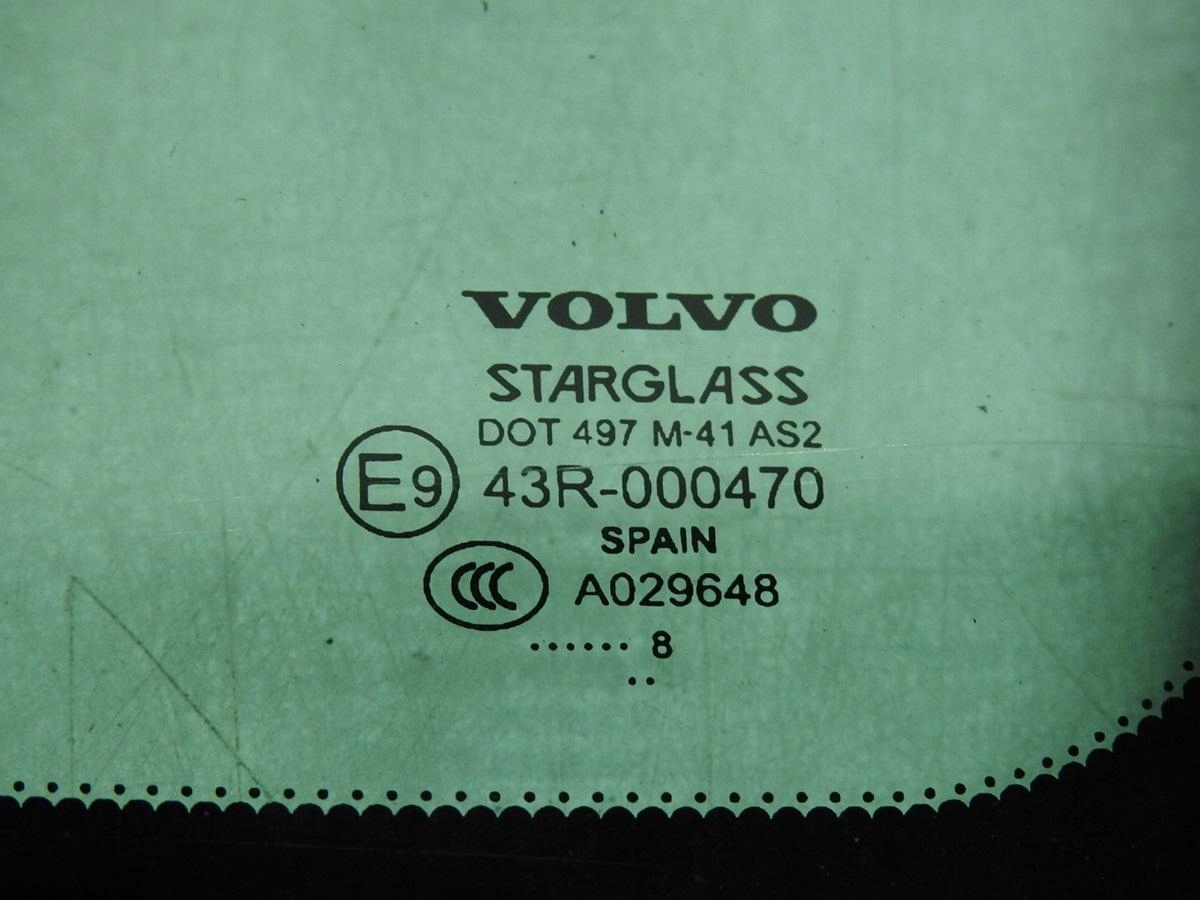 VOLVO
STARGLASS
DOT 497 M-41 AS2
E9 43R-000470
SPAIN
CCC A029648
...... 8
..